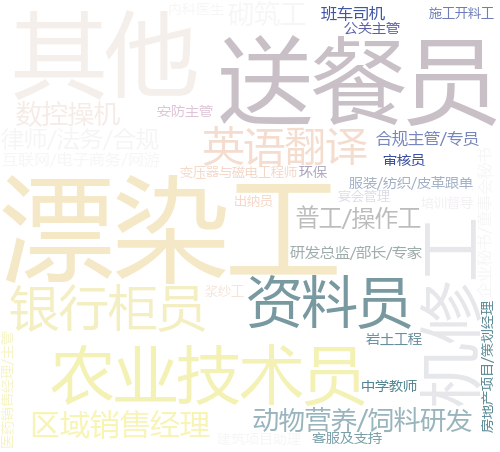 内科医生
砌筑工
班车司机
施工开料工
其他
公关主管
送餐员
数控操机
安防主管
律师/法务/合规
英语翻译
合规主管/专员
互联网/电子商务/网游
审核员
变压器与磁电工程师
环保
服装/纺织/皮革跟单
漂染工
出纳员
宴会管理
培训督导
普工/操作工
机修工
研发总监/部长/专家
银行柜员
浆纱工
资料员
房地产项目/策划经理
岩土工程
医药销售经理/主管
农业技术员
中学教师
区域销售经理
动物营养/饲料研发
建筑项目助理
客服及支持